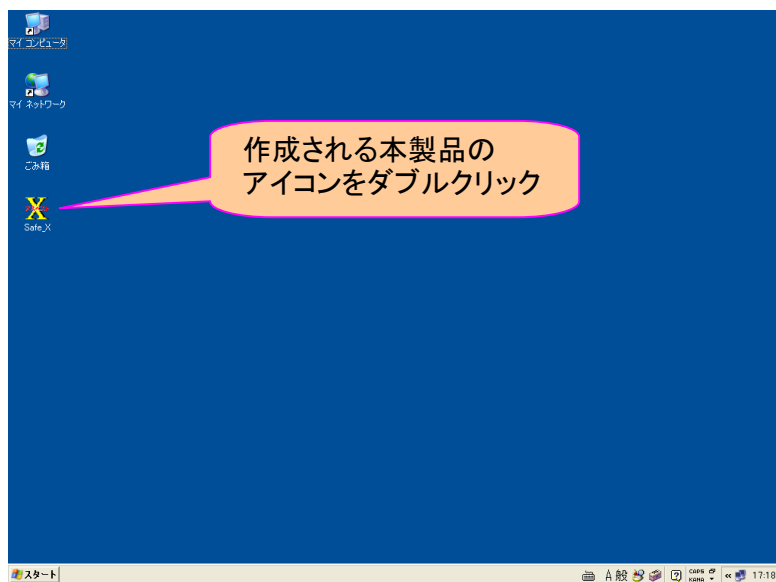 マイ コンピュータ
マイ ネットワーク
ごみ箱
Safe_X
作成される本製品の
アイコンをダブルクリック
スタート
A 般
CAPS
KANA
17:18